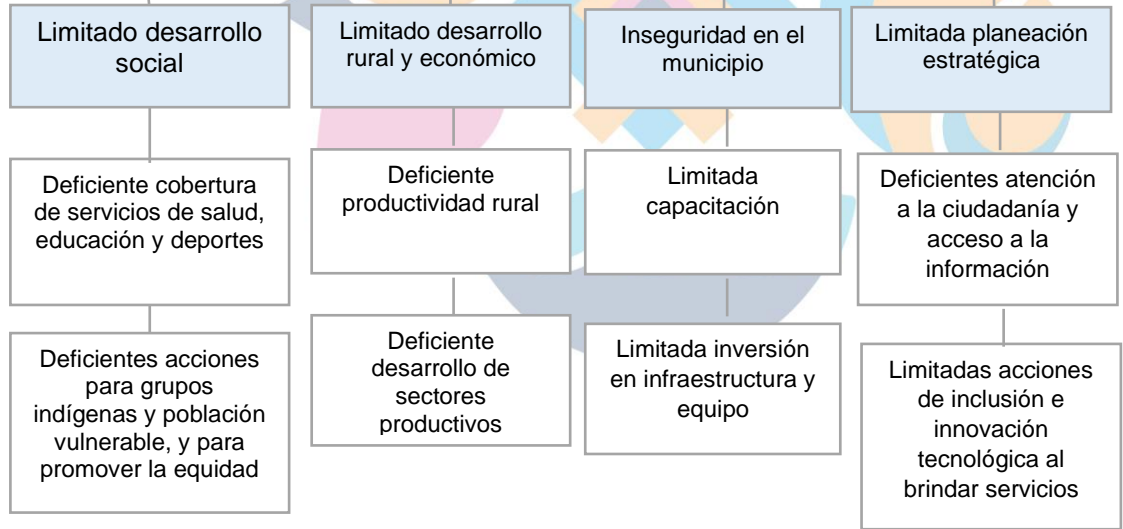 Limitado desarrollo
social
Deficiente cobertura
de servicios de salud,
educación y deportes
Deficientes acciones
para grupos
indígenas y población
vulnerable, y para
promover la equidad
Limitado desarrollo
rural y económico
Deficiente
productividad rural
Deficiente
desarrollo de
sectores
productivos
Inseguridad en el
municipio
Limitada
capacitación
Limitada inversión
en infraestructura y
equipo
Limitada planeación
estratégica
Deficientes atención
a la ciudadanía y
acceso a la
información
Limitadas acciones
de inclusión e
innovación
tecnológica al
brindar servicios